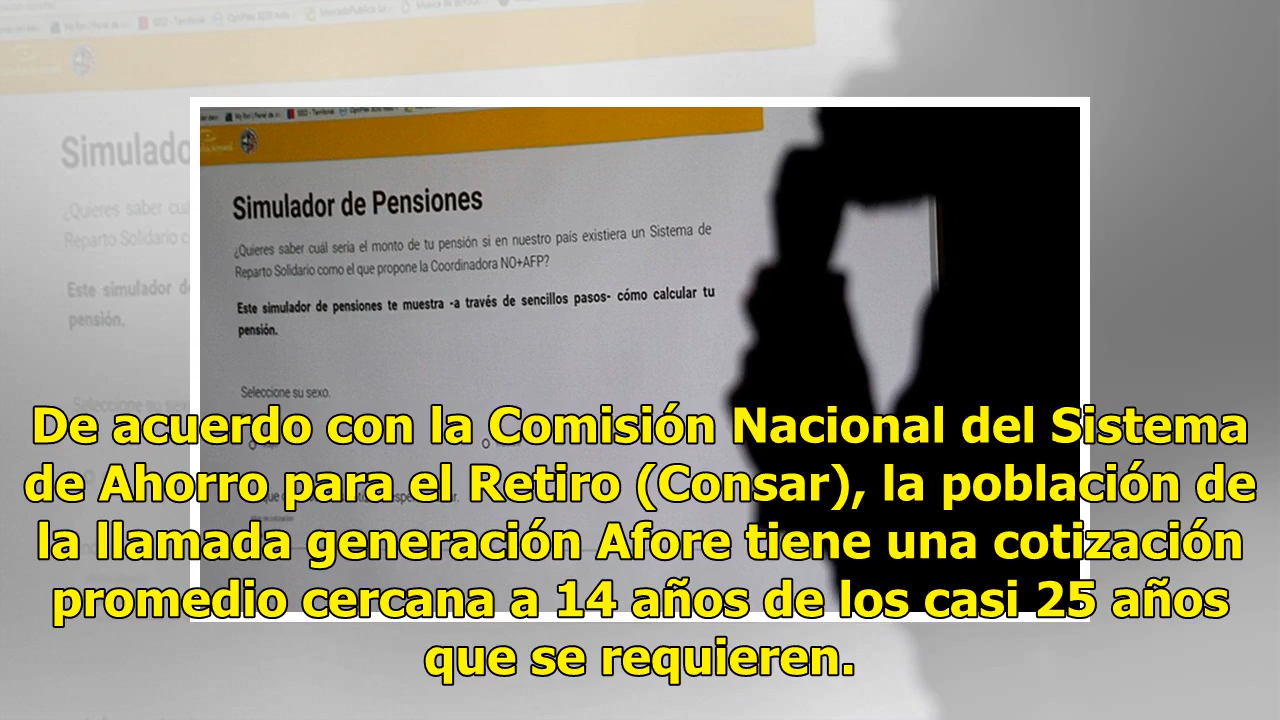 Simulador de Pensiones
¿Quieres saber cuál sería el monto de tu pensión si en nuestro país existiera un Sistema de
Reparto Solidario como el que propone la Coordinadora NO+AFP?
Este simulador de pensiones te muestra -a través de sencillos pasos- cómo calcular tu
pensión.
Seleccione su sexo.
De acuerdo con la Comisión Nacional del Sistema
de Ahorro para el Retiro (Consar), la población de
la llamada generación Afore tiene una cotización
promedio cercana a 14 años de los casi 25 años
que se requieren.